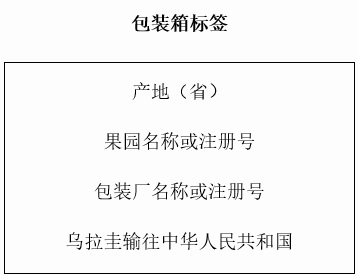 包装箱标签
产地（省）
果园名称或注册号
包装厂名称或注册号
乌拉圭输往中华人民共和国